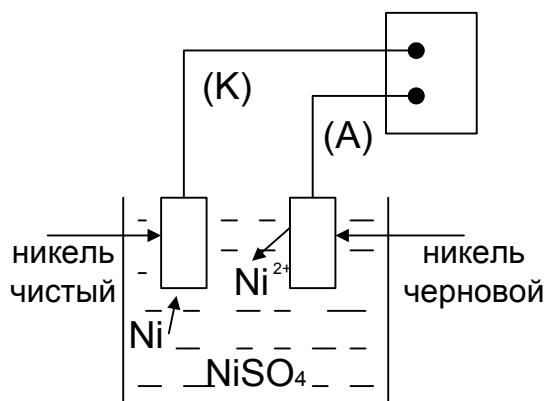 (K)
(A)
никель
чистый
Ni²⁺
никель
черновой
Ni
NiSO₄